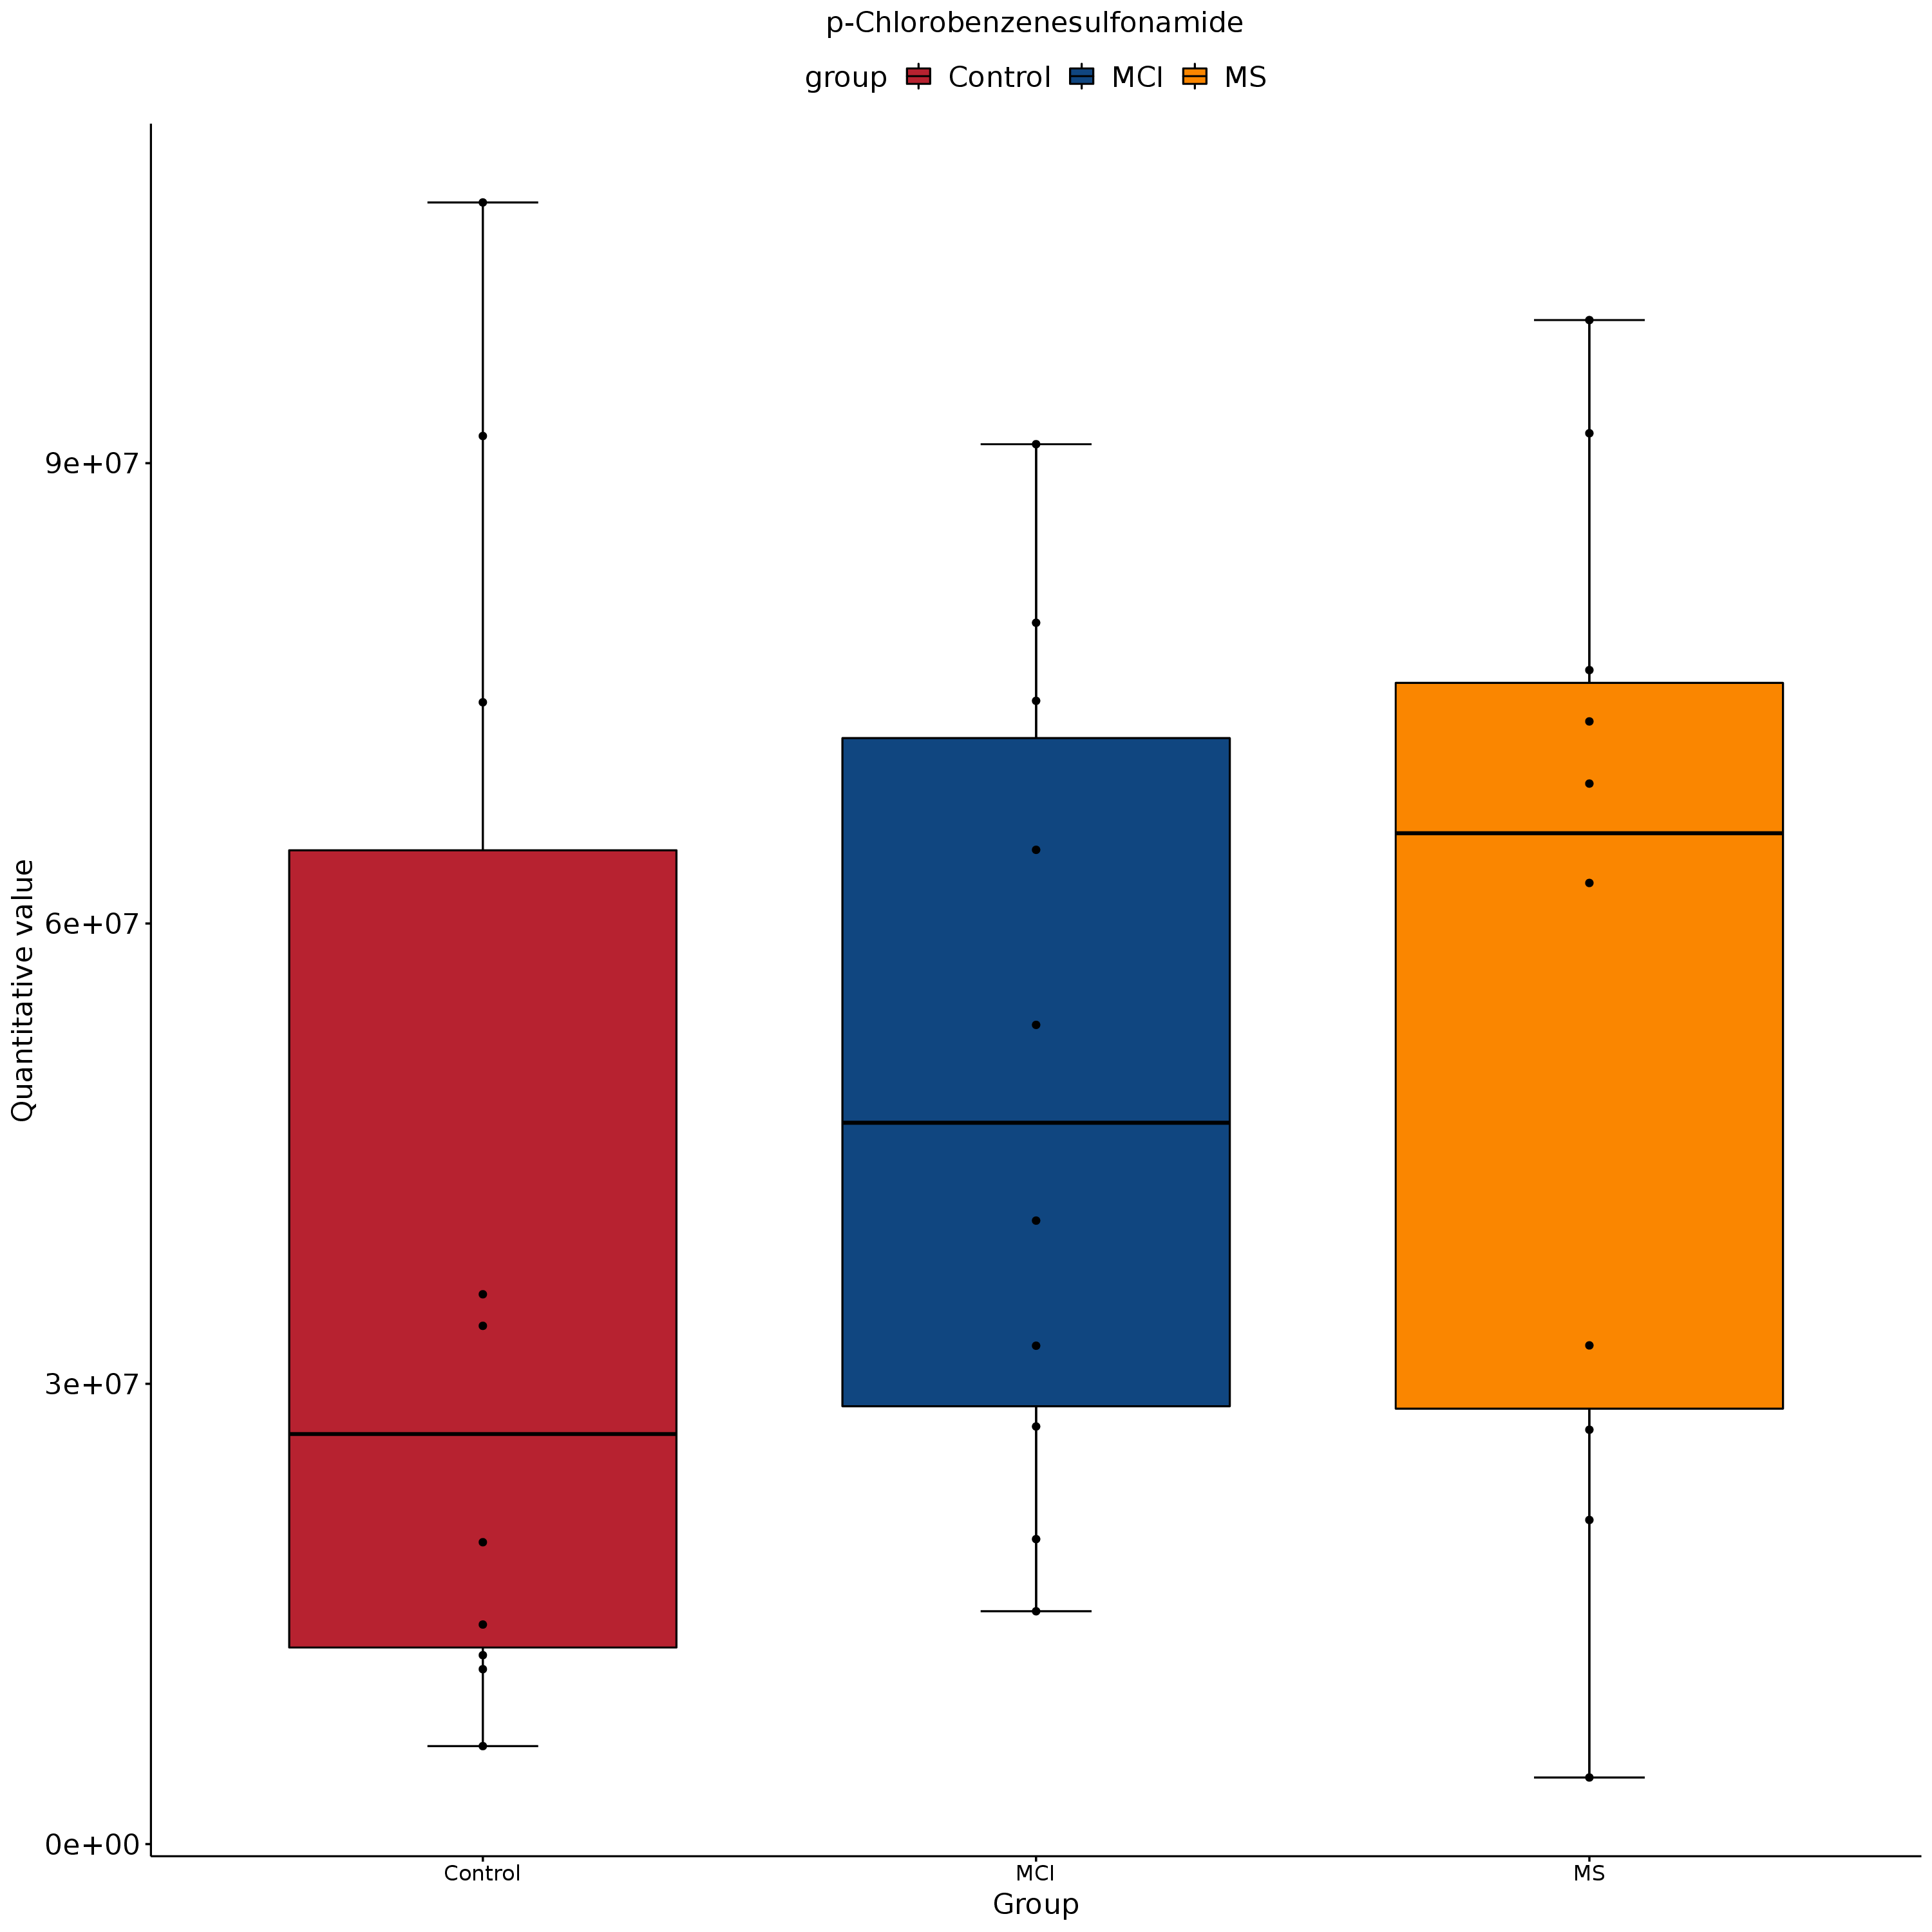 p-Chlorobenzenesulfonamide
group Control MCI MS
Quantitative value
9e+07
6e+07
3e+07
0e+00
Control MCI MS
Group